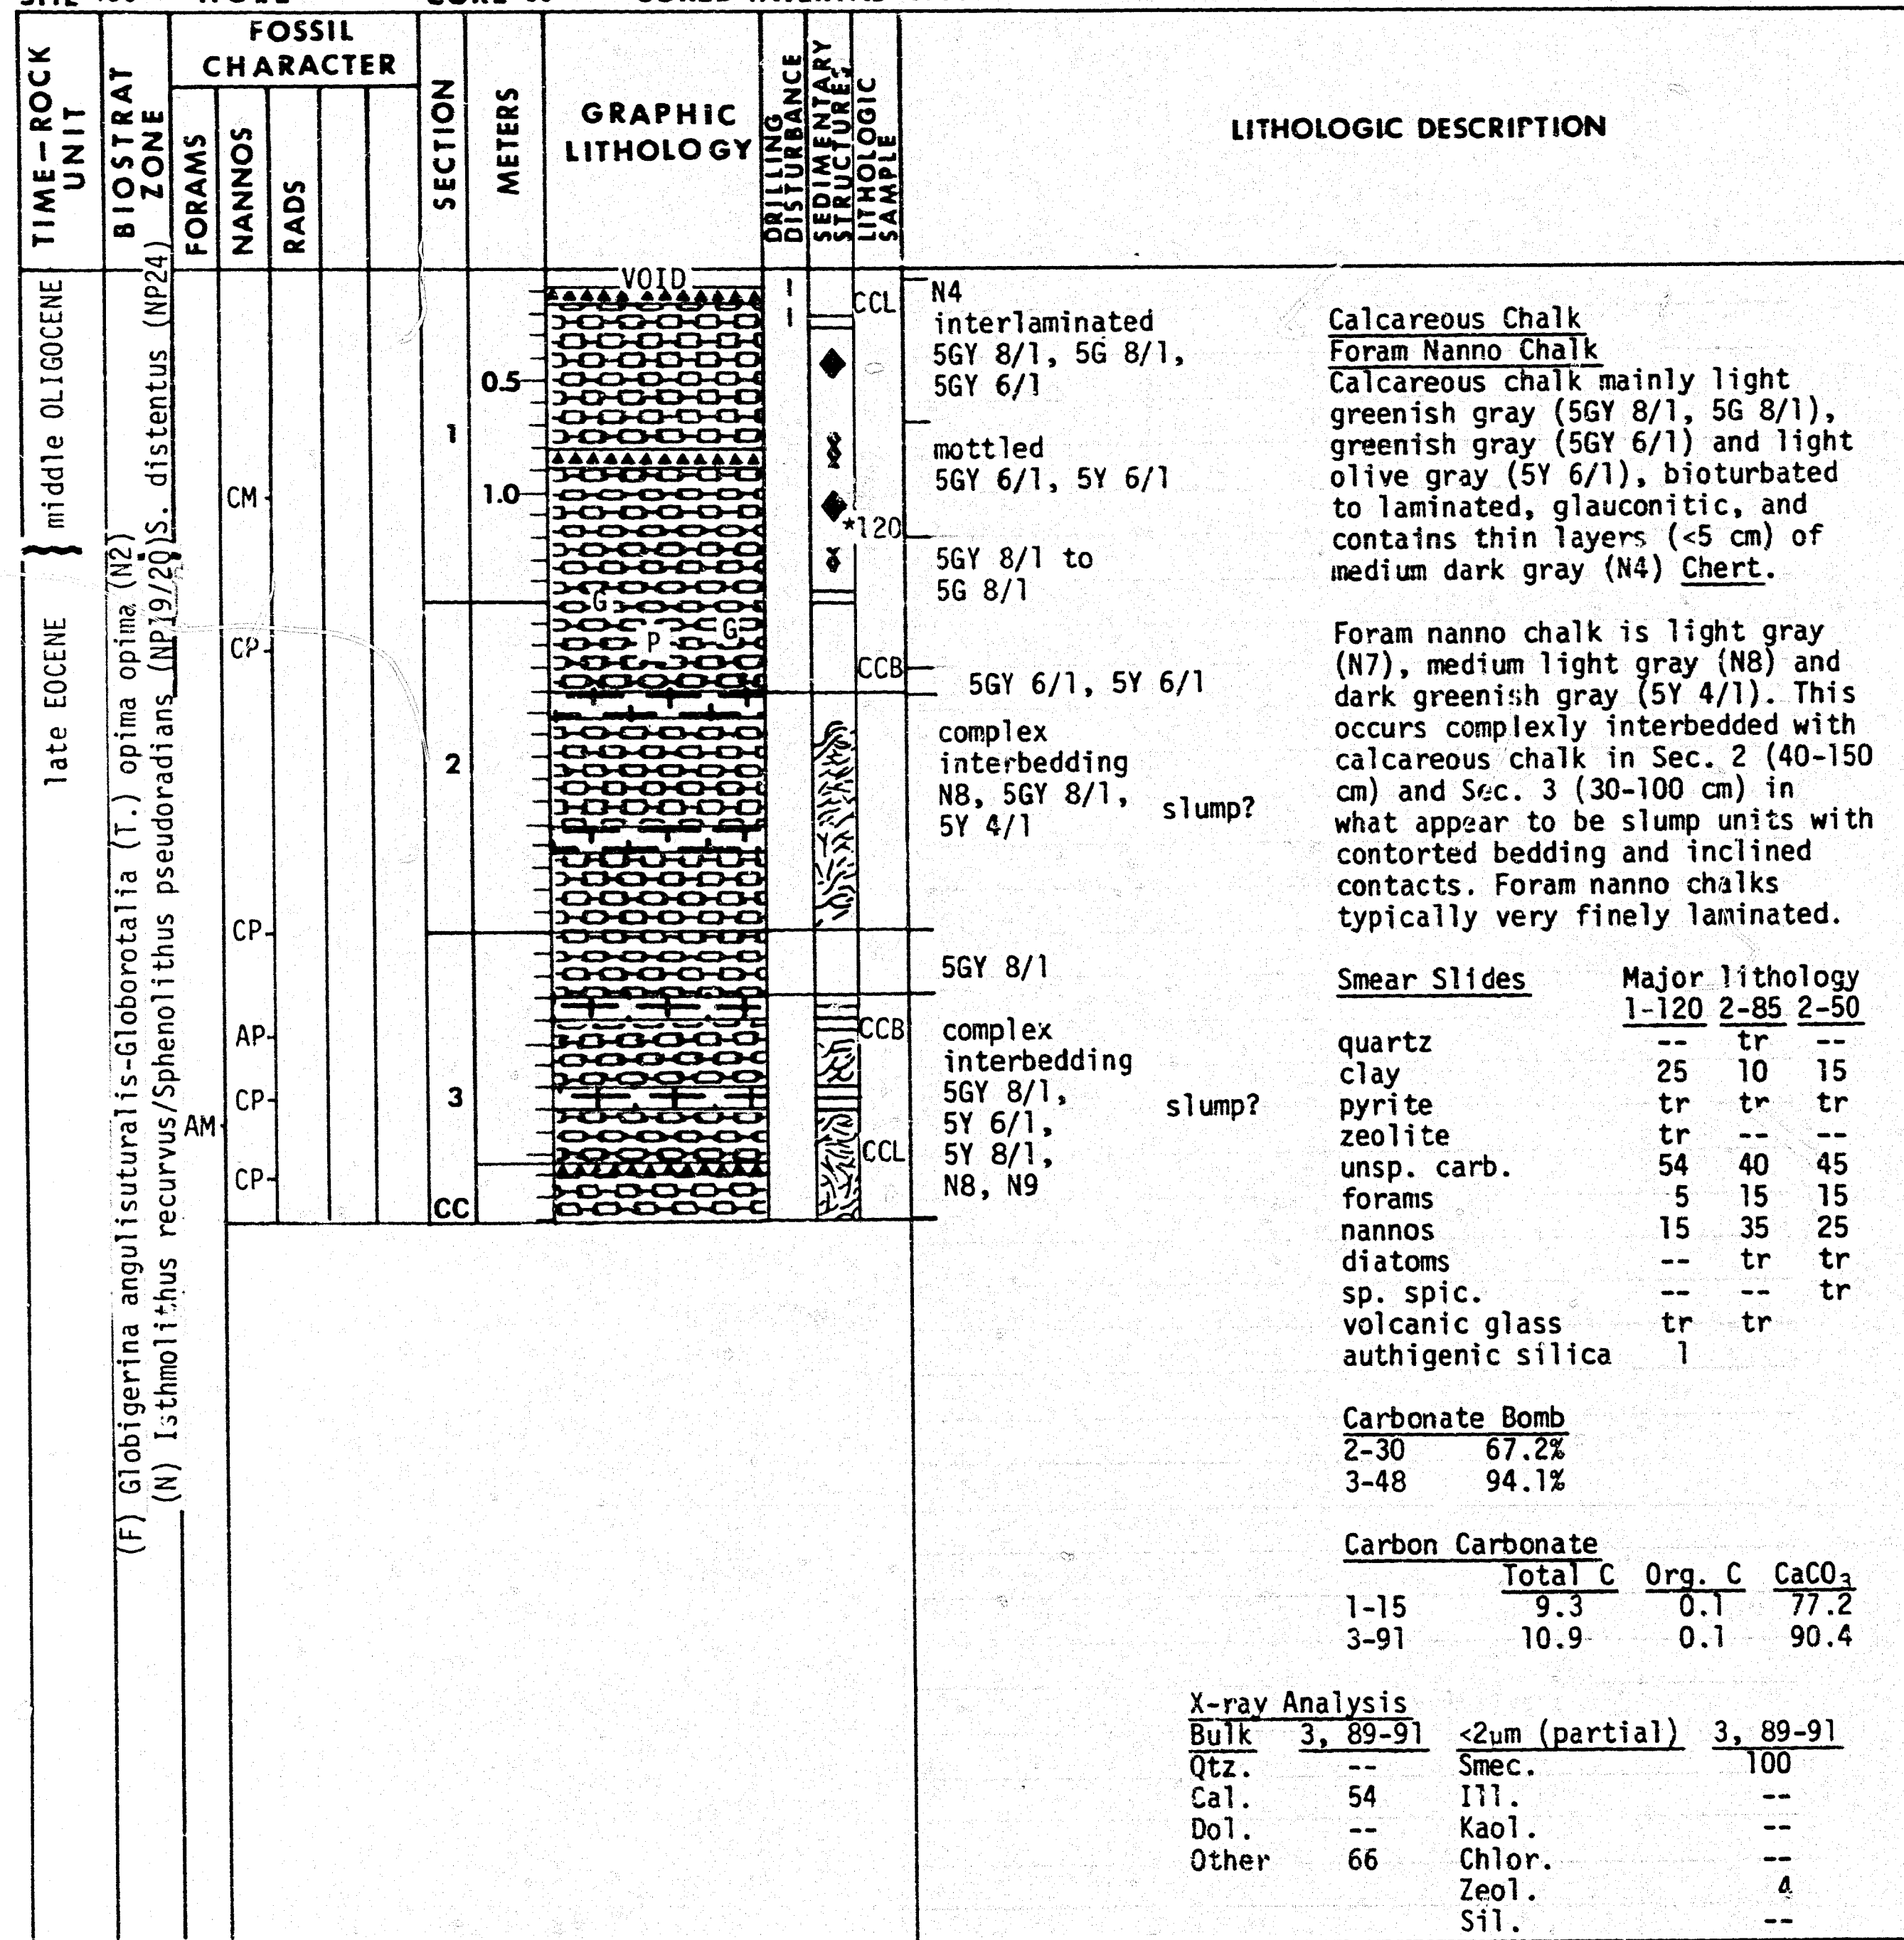 FOSSIL
CHARACTER
TIME-ROCK
UNIT
BIOSTRAT
ZONE
FORAMS
NANNOS
RADS
SECTION
METERS
GRAPHIC
LITHOLOGY
DRILLING
DISTURBANCE
SEDIMENTARY
STRUCTURES
LITHOLOGIC
SAMPLE
LITHOLOGIC DESCRIPTION
middle OLIGOCENE
late EOCENE
(F) Globigerina angulisuturalis-Globorotalia (T.) opima opima (N2)
(N) Isthmolithus recurvus/Sphenolithus pseudoradians (NP19/20)
S. distentus (NP24)
CM
CP
CP
AP
CP
AM
CP
1
2
3
CC
0.5
1.0
VOID
G
P G
CCL
*120
CCB
CCB
CCL
N4
interlaminated
5GY 8/1, 5G 8/1,
5GY 6/1
mottled
5GY 6/1, 5Y 6/1
5GY 8/1 to
5G 8/1
5GY 6/1, 5Y 6/1
complex
interbedding
N8, 5GY 8/1, slump?
5Y 4/1
5GY 8/1
complex
interbedding
5GY 8/1, slump?
5Y 6/1,
5Y 8/1,
N8, N9
Calcareous Chalk
Foram Nanno Chalk
Calcareous chalk mainly light
greenish gray (5GY 8/1, 5G 8/1),
greenish gray (5GY 6/1) and light
olive gray (5Y 6/1), bioturbated
to laminated, glauconitic, and
contains thin layers (<5 cm) of
medium dark gray (N4) Chert.
Foram nanno chalk is light gray
(N7), medium light gray (N8) and
dark greenish gray (5Y 4/1). This
occurs complexly interbedded with
calcareous chalk in Sec. 2 (40-150
cm) and Sec. 3 (30-100 cm) in
what appear to be slump units with
contorted bedding and inclined
contacts. Foram nanno chalks
typically very finely laminated.
Smear Slides Major lithology
1-120 2-85 2-50
quartz -- tr --
clay 25 10 15
pyrite tr tr tr
zeolite tr -- --
unsp. carb. 54 40 45
forams 5 15 15
nannos 15 35 25
diatoms -- tr tr
sp. spic. -- -- tr
volcanic glass tr tr
authigenic silica 1
Carbonate Bomb
2-30 67.2%
3-48 94.1%
Carbon Carbonate
Total C Org. C CaCO₃
1-15 9.3 0.1 77.2
3-91 10.9 0.1 90.4
X-ray Analysis
Bulk 3, 89-91 <2µm (partial) 3, 89-91
Qtz. -- Smec. 100
Cal. 54 Ill. --
Dol. -- Kaol. --
Other 66 Chlor. --
Zeol. 4
Sil. --